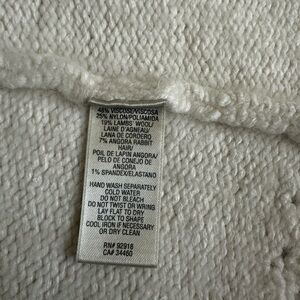 48% VISCOSE/VISCOSA
25% NYLON/POLIAMIDA
19% LAMBS' WOOL/
LAINE D'AGNEAU/
LANA DE CORDERO
7% ANGORA RABBIT
HAIR/
POIL DE LAPIN ANGORA/
PELO DE CONEJO DE
ANGORA
1% SPANDEX/ELASTANO
HAND WASH SEPARATELY
COLD WATER
DO NOT BLEACH
DO NOT TWIST OR WRING
LAY FLAT TO DRY
BLOCK TO SHAPE
COOL IRON IF NECESSARY
OR DRY CLEAN
RN# 92916
CA# 34460